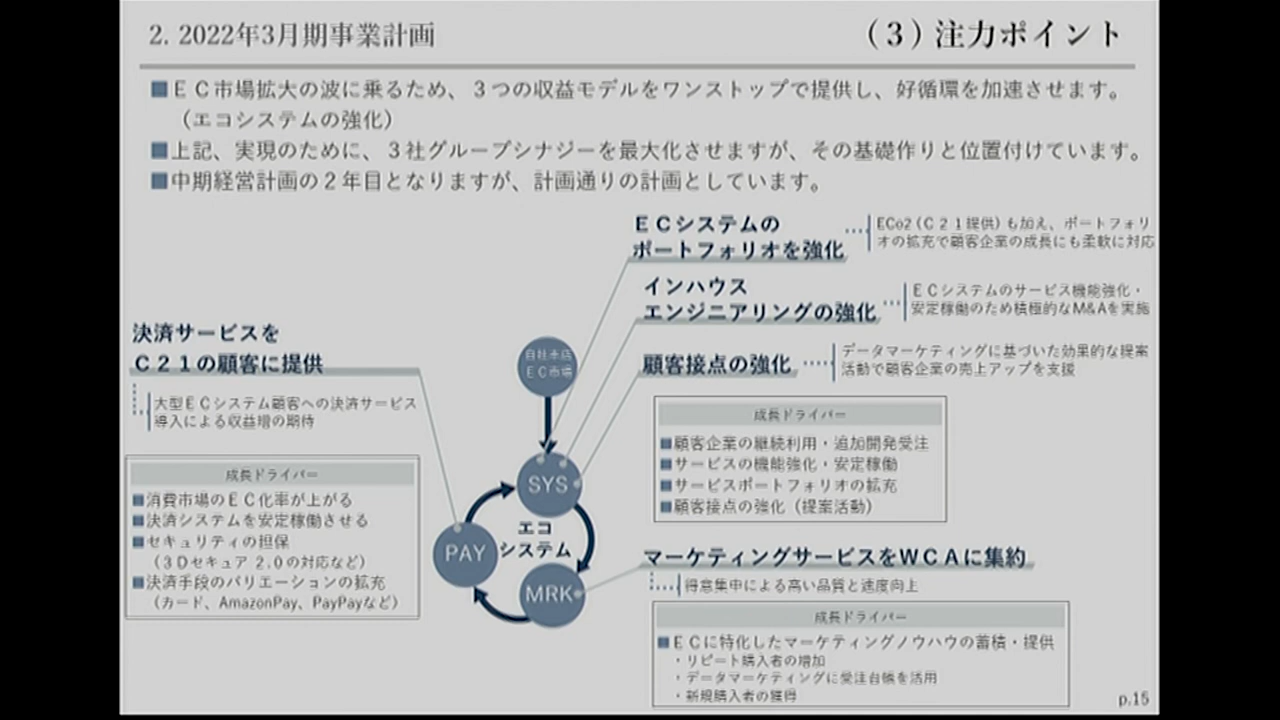 2. 2022年3月期事業計画
（３）注力ポイント
■ＥＣ市場拡大の波に乗るため、３つの収益モデルをワンストップで提供し、好循環を加速させます。
（エコシステムの強化）
■上記、実現のために、３社グループシナジーを最大化させますが、その基礎作りと位置付けています。
■中期経営計画の２年目となりますが、計画通りの計画としています。
ＥＣシステムの
ポートフォリオを強化
ECo2（Ｃ２１提供）も加え、ポートフォリ
オの拡充で顧客企業の成長にも柔軟に対応
インハウス
エンジニアリングの強化
ＥＣシステムのサービス機能強化・
安定稼働のため積極的なM&Aを実施
顧客接点の強化
データマーケティングに基づいた効果的な提案
活動で顧客企業の売上アップを支援
成長ドライバー
■顧客企業の継続利用・追加開発受注
■サービスの機能強化・安定稼働
■サービスポートフォリオの拡充
■顧客接点の強化（提案活動）
決済サービスを
Ｃ２１の顧客に提供
大型ＥＣシステム顧客への決済サービス
導入による収益増の期待
成長ドライバー
■消費市場のＥＣ化率が上がる
■決済システムを安定稼働させる
■セキュリティの担保
（３Ｄセキュア 2.0の対応など）
■決済手段のバリエーションの拡充
（カード、AmazonPay、PayPayなど）
自社本店
ＥＣ市場
SYS
エコ
システム
PAY
MRK
マーケティングサービスをＷＣＡに集約
得意集中による高い品質と速度向上
成長ドライバー
■ＥＣに特化したマーケティングノウハウの蓄積・提供
・リピート購入者の増加
・データマーケティングに受注台帳を活用
・新規購入者の獲得
p.15